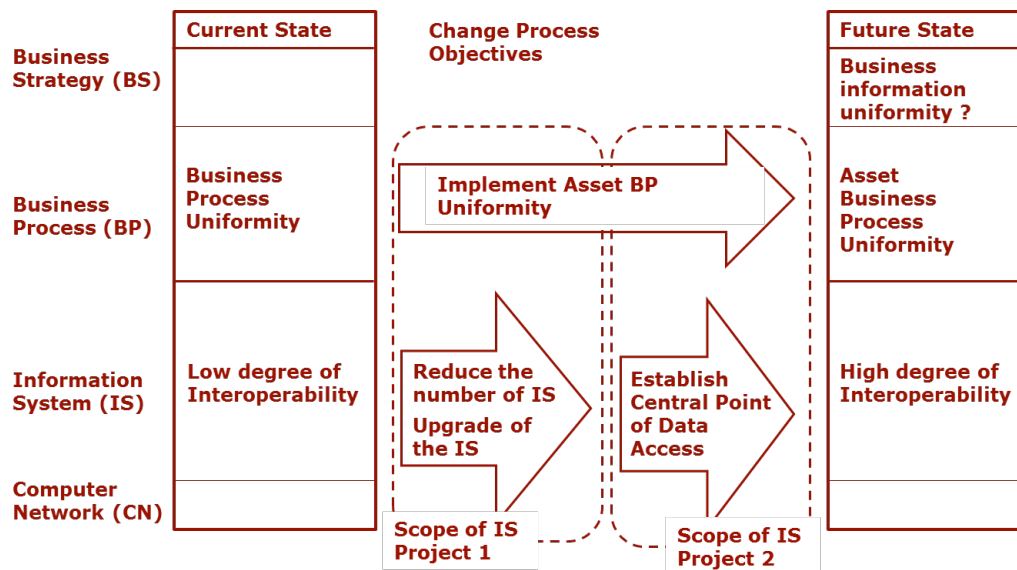 Current State
Change Process
Objectives
Future State
Business
Strategy (BS)
Business
information
uniformity ?
Business
Process (BP)
Business
Process
Uniformity
Implement Asset BP
Uniformity
Asset
Business
Process
Uniformity
Information
System (IS)
Low degree of
Interoperability
Reduce the
number of IS
Upgrade of
the IS
Establish
Central Point
of Data
Access
High degree of
Interoperability
Computer
Network (CN)
Scope of IS
Project 1
Scope of IS
Project 2